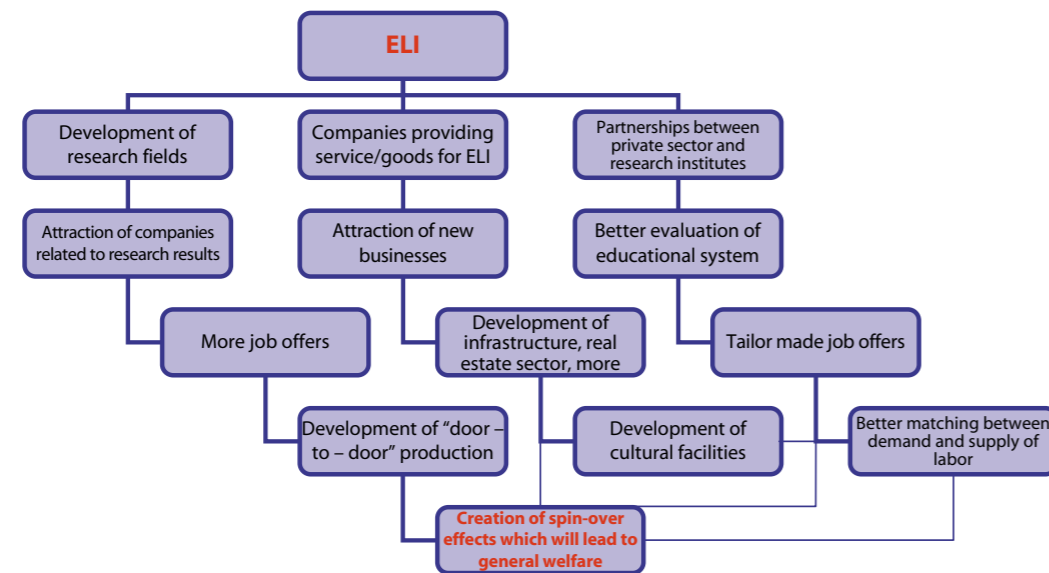 ELI
Development of
research fields
Companies providing
service/goods for ELI
Partnerships between
private sector and
research institutes
Attraction of companies
related to research results
Attraction of new
businesses
Better evaluation of
educational system
More job offers
Development of
infrastructure, real
estate sector, more
Tailor made job offers
Development of “door –
to – door” production
Development of
cultural facilities
Better matching between
demand and supply of
labor
Creation of spin-over
effects which will lead to
general welfare